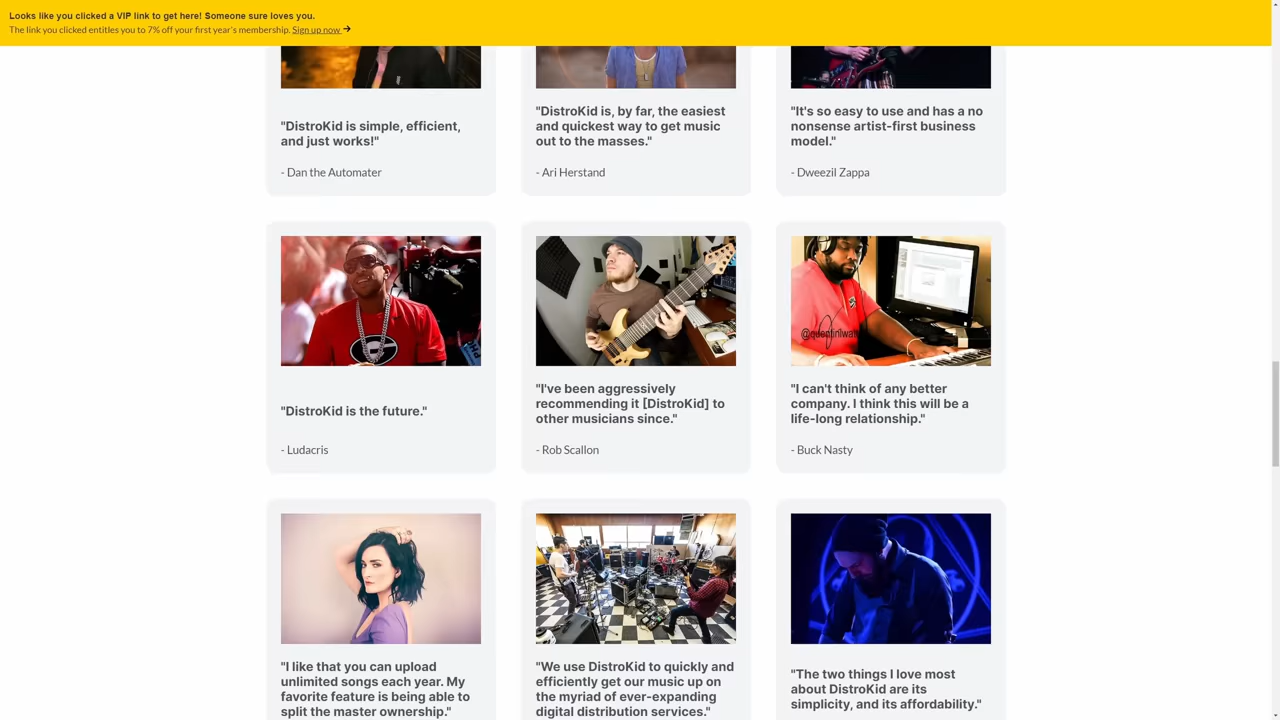 Looks like you clicked a VIP link to get here! Someone sure loves you.
The link you clicked entitles you to 7% off your first year's membership. Sign up now →
"DistroKid is simple, efficient,
and just works!"
- Dan the Automater
"DistroKid is, by far, the easiest
and quickest way to get music
out to the masses."
- Ari Herstand
"It's so easy to use and has a no
nonsense artist-first business
model."
- Dweezil Zappa
"DistroKid is the future."
- Ludacris
"I've been aggressively
recommending it [DistroKid] to
other musicians since."
- Rob Scallon
"I can't think of any better
company. I think this will be a
life-long relationship."
- Buck Nasty
"I like that you can upload
unlimited songs each year. My
favorite feature is being able to
split the master ownership."
"We use DistroKid to quickly and
efficiently get our music up on
the myriad of ever-expanding
digital distribution services."
"The two things I love most
about DistroKid are its
simplicity, and its affordability."